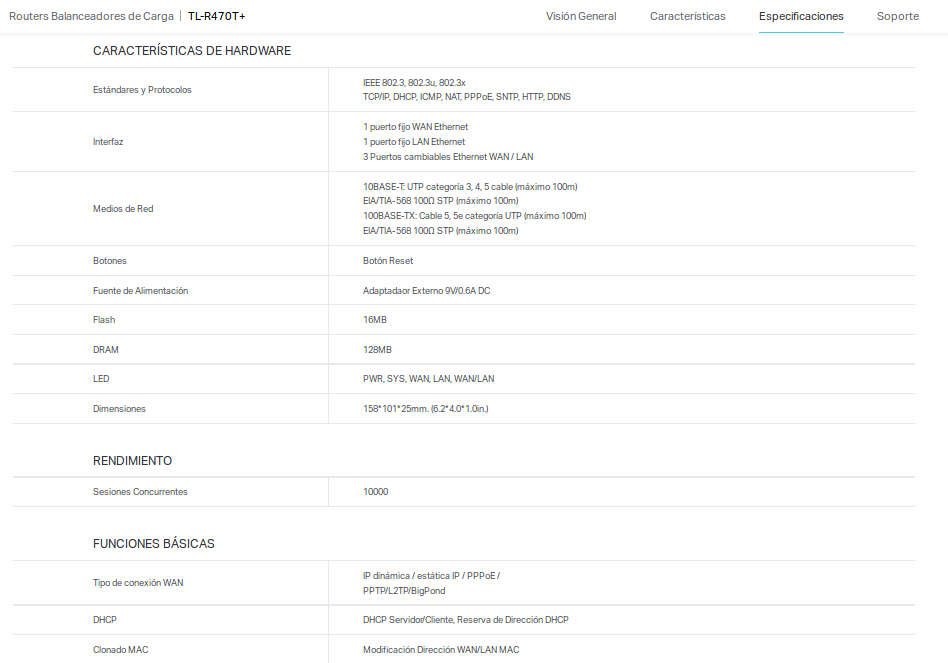 Routers Balanceadores de Carga | TL-R470T+
Visión General
Características
Especificaciones
Soporte
CARACTERÍSTICAS DE HARDWARE
Estándares y Protocolos
IEEE 802.3, 802.3u, 802.3x
TCP/IP, DHCP, ICMP, NAT, PPPoE, SNTP, HTTP, DDNS
Interfaz
1 puerto fijo WAN Ethernet
1 puerto fijo LAN Ethernet
3 Puertos cambiables Ethernet WAN / LAN
Medios de Red
10BASE-T: UTP categoría 3, 4, 5 cable (máximo 100m)
EIA/TIA-568 100Ω STP (máximo 100m)
100BASE-TX: Cable 5, 5e categoría UTP (máximo 100m)
EIA/TIA-568 100Ω STP (máximo 100m)
Botones
Botón Reset
Fuente de Alimentación
Adaptadaor Externo 9V/0.6A DC
Flash
16MB
DRAM
128MB
LED
PWR, SYS, WAN, LAN, WAN/LAN
Dimensiones
158*101*25mm. (6.2*4.0*1.0in.)
RENDIMIENTO
Sesiones Concurrentes
10000
FUNCIONES BÁSICAS
Tipo de conexión WAN
IP dinámica / estática IP / PPPoE /
PPTP/L2TP/BigPond
DHCP
DHCP Servidor/Cliente, Reserva de Dirección DHCP
Clonado MAC
Modificación Dirección WAN/LAN MAC